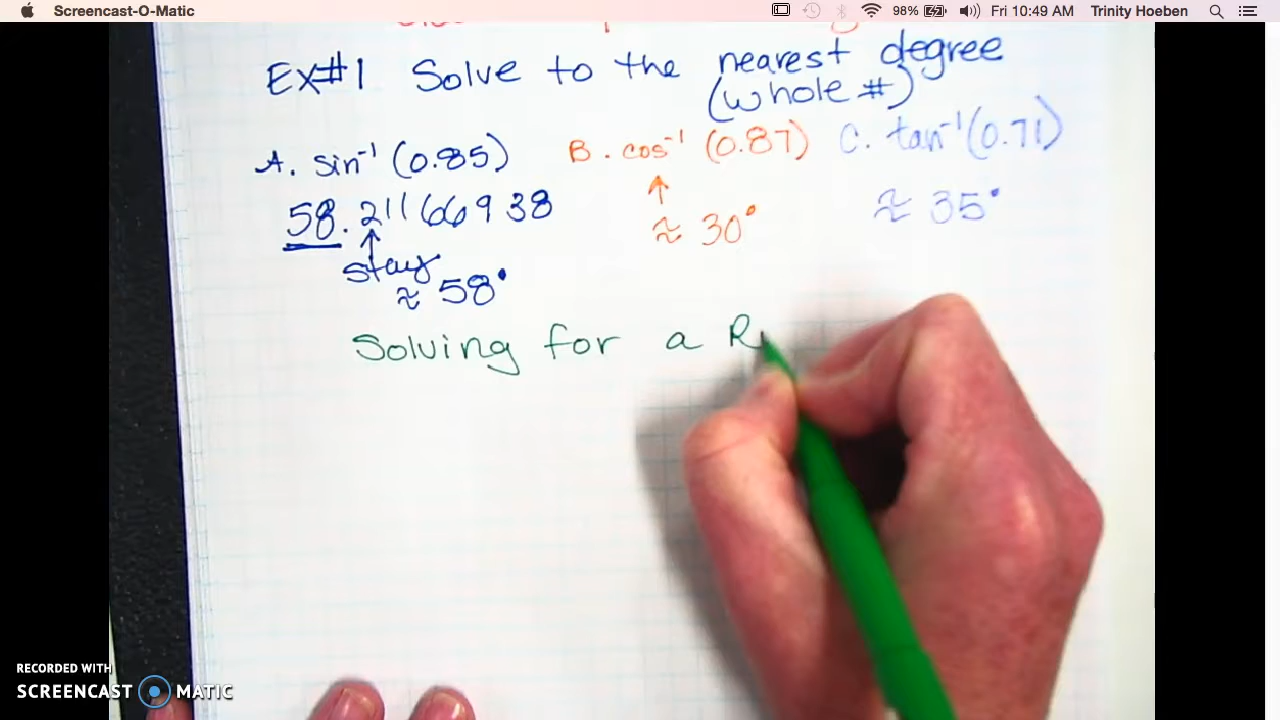 Screencast-O-Matic 98% Fri 10:49 AM Trinity Hoeben
Ex#1 Solve to the nearest degree
(whole #)
A. sin⁻¹ (0.85) B. cos⁻¹ (0.87) C. tan⁻¹(0.71)
58.21166938 ≈ 30° ≈ 35°
stay
≈ 58°
Solving for a
RECORDED WITH
SCREENCAST MATIC